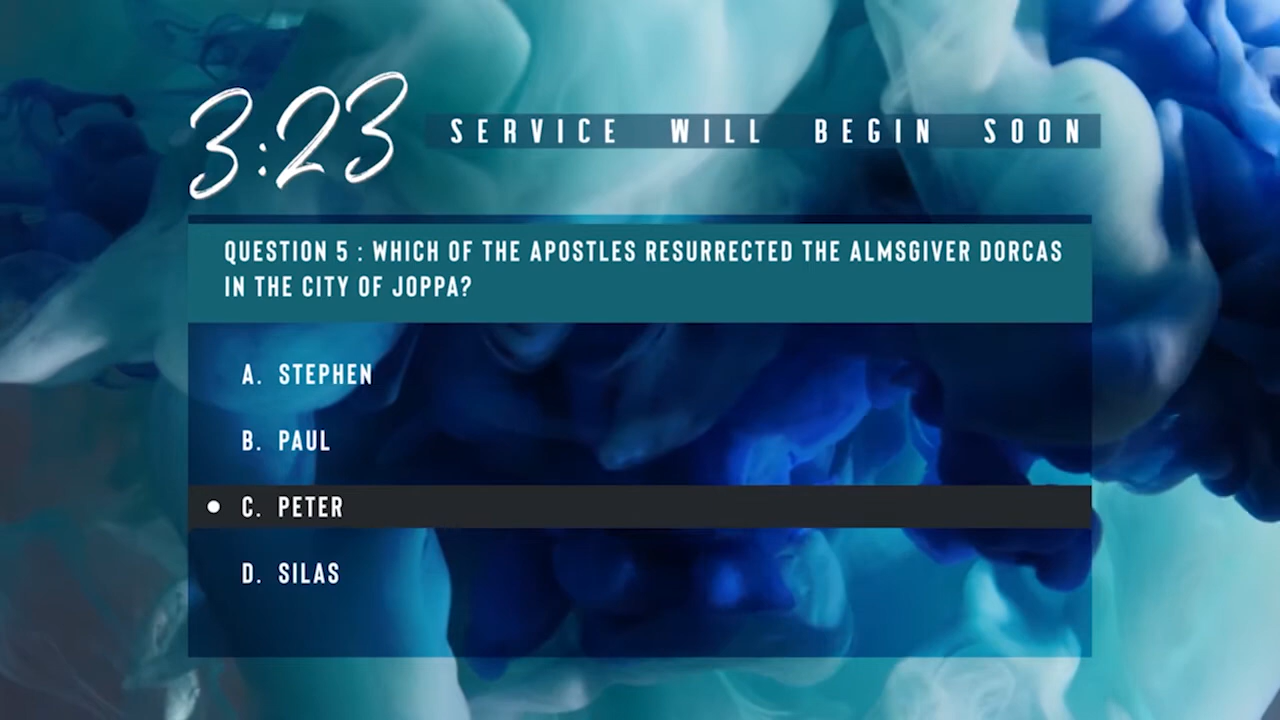 3:23
SERVICE WILL BEGIN SOON
QUESTION 5 : WHICH OF THE APOSTLES RESURRECTED THE ALMSGIVER DORCAS
IN THE CITY OF JOPPA?
A. STEPHEN
B. PAUL
C. PETER
D. SILAS